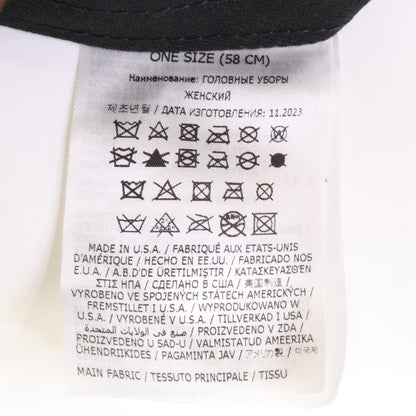 ONE SIZE (58 CM)
Наименование: ГОЛОВНЫЕ УБОРЫ
ЖЕНСКИЙ
제조년월 / ДАТА ИЗГОТОВЛЕНИЯ: 11.2023
MADE IN U.S.A. / FABRIQUÉ AUX ETATS-UNIS
D'AMÉRIQUE / HECHO EN EE.UU. / FABRICADO NOS
E.U.A. / A.B.D'DE ÜRETILMIŞTIR / ΚΑΤΑΣΚΕΥΑΣΘΕΝ
ΣΤΙΣ ΗΠΑ / СДЕЛАНО В США / 美国制造 /
VYROBENO VE SPOJENÝCH STÁTECH AMERICKÝCH /
FREMSTILLET I U.S.A. / WYPRODUKOWANO W
U.S.A. / VYROBENÉ V U.S.A. / TILLVERKAD I USA /
صنع في الولايات المتحدة / PROIZVEDENO V ZDA /
PROIZVEDENO U SAD-U / VALMISTATUD AMEERIKA
ÜHENDRIIKIDES / PAGAMINTA JAV / アメリカ製 / 미국제
MAIN FABRIC / TESSUTO PRINCIPALE / TISSU